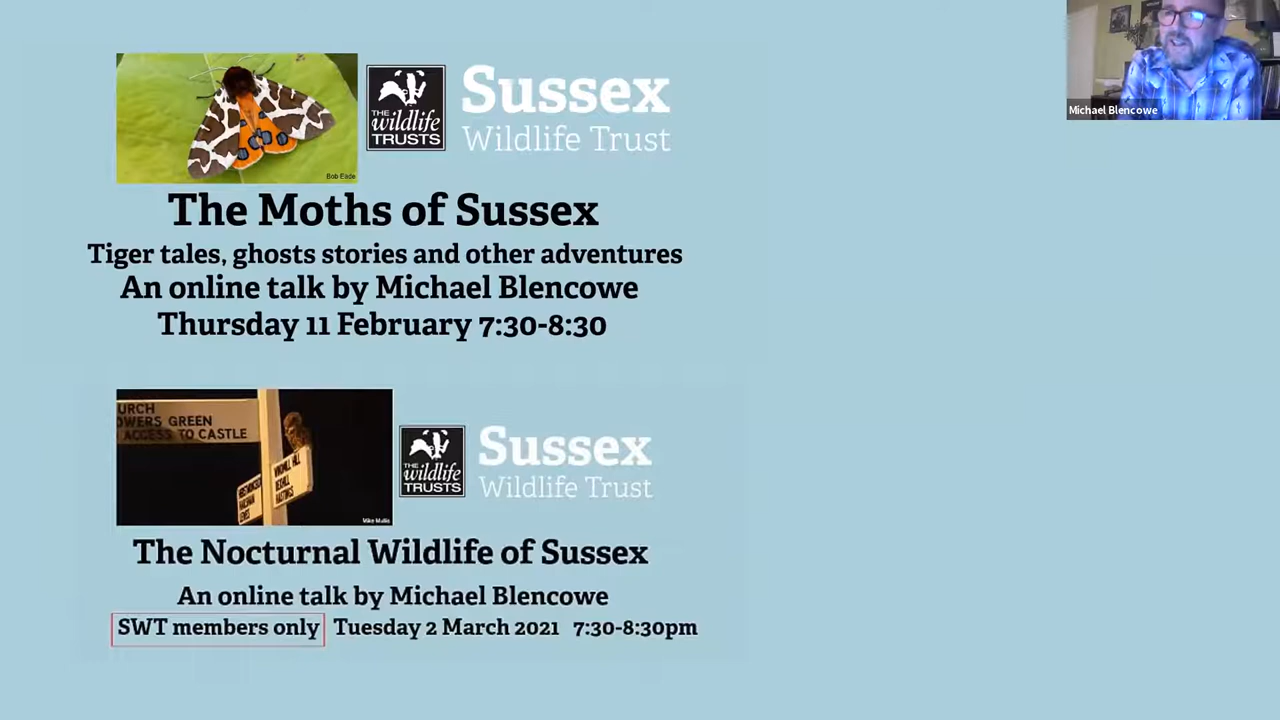 Michael Blencowe
THE
wildlife
TRUSTS
Sussex
Wildlife Trust
Bob Eade
The Moths of Sussex
Tiger tales, ghosts stories and other adventures
An online talk by Michael Blencowe
Thursday 11 February 7:30-8:30
URCH
OWERS GREEN
ACCESS TO CASTLE
THE
wildlife
TRUSTS
Sussex
Wildlife Trust
The Nocturnal Wildlife of Sussex
An online talk by Michael Blencowe
SWT members only Tuesday 2 March 2021 7:30-8:30pm